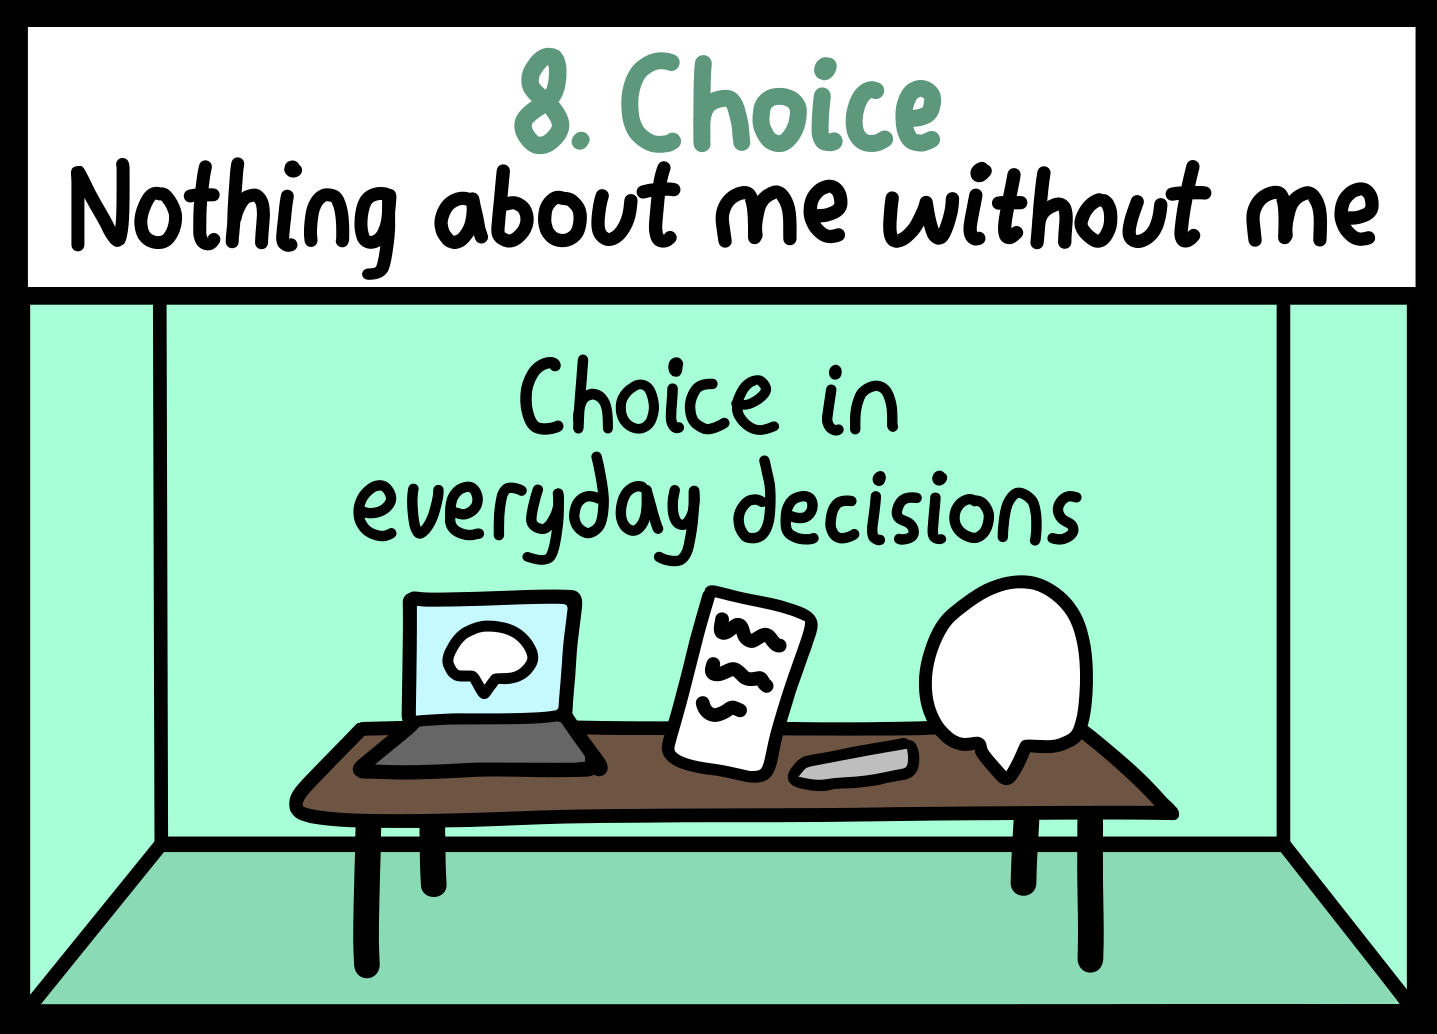 8. Choice
Nothing about me without me
Choice in
everyday decisions